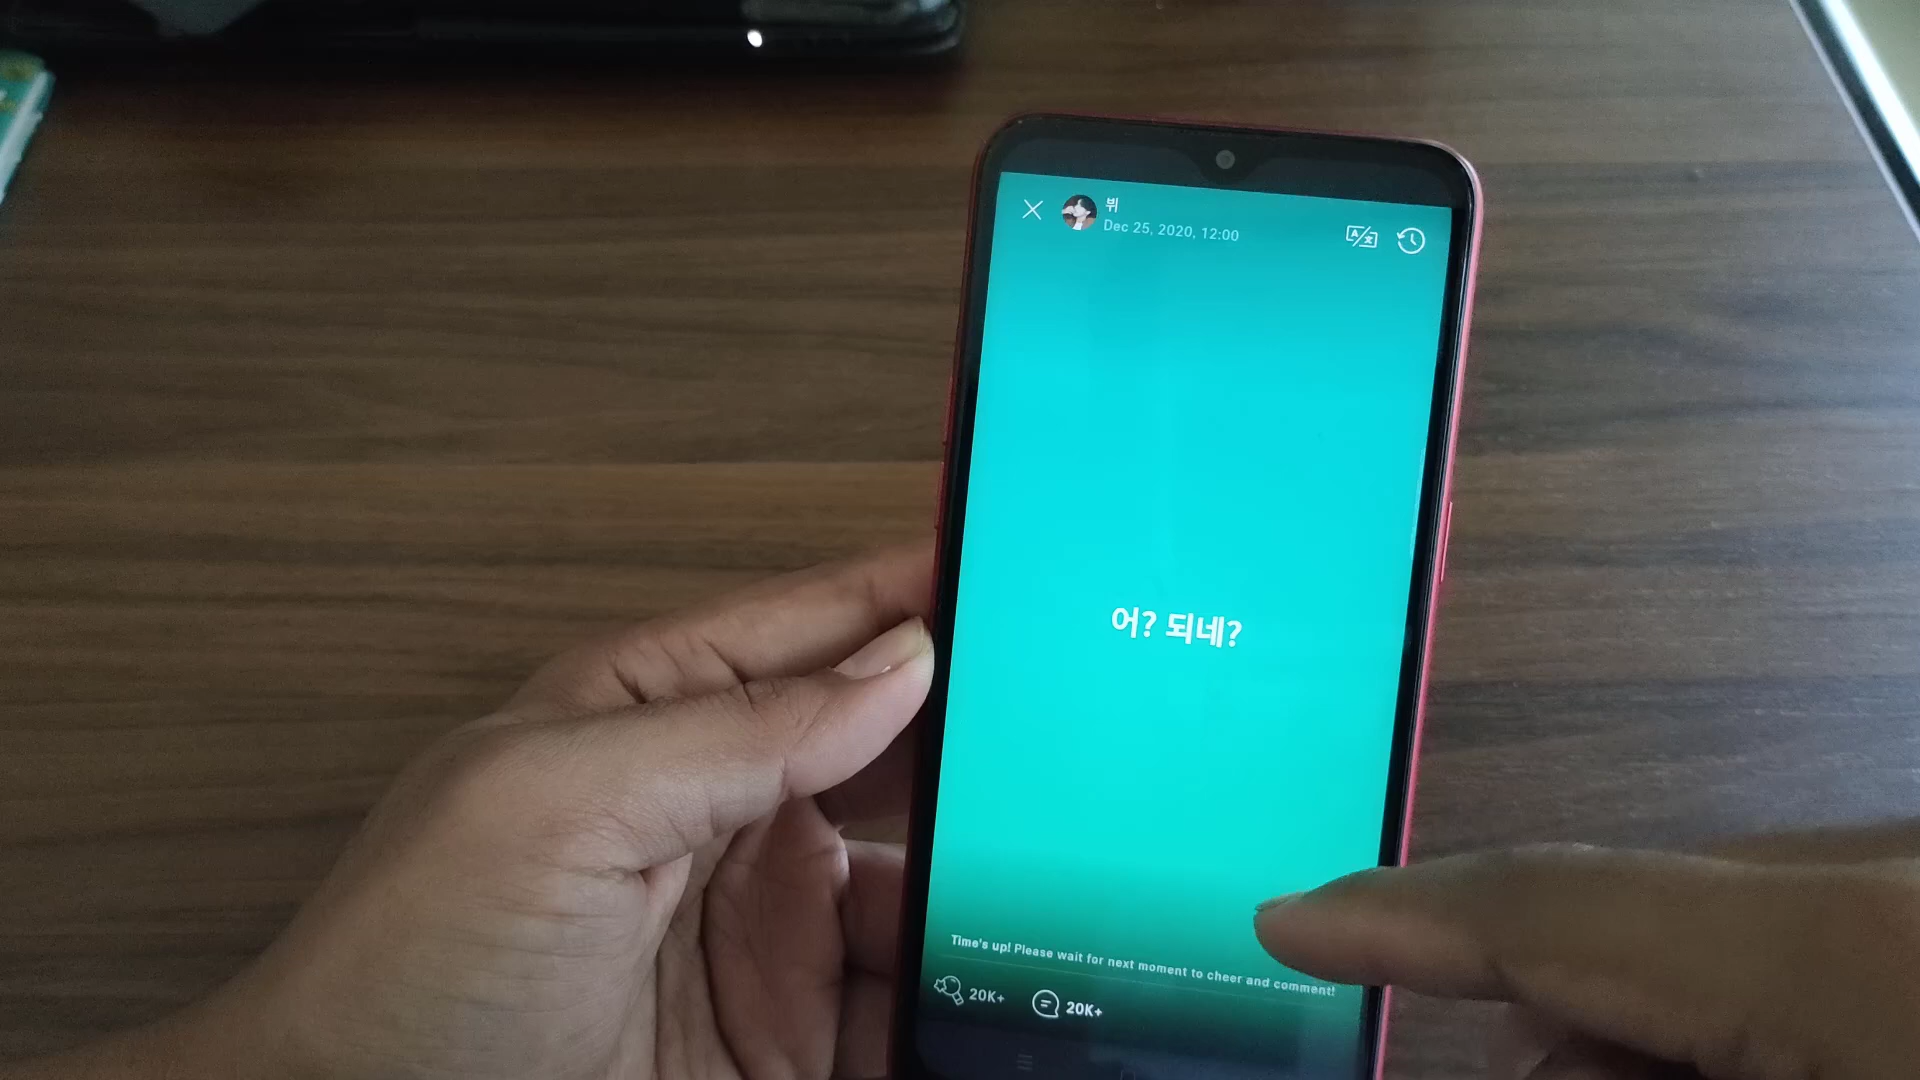 뷔
Dec 25, 2020, 12:00
어? 되네?
Time's up! Please wait for next moment to cheer and comment!
20K+ 20K+